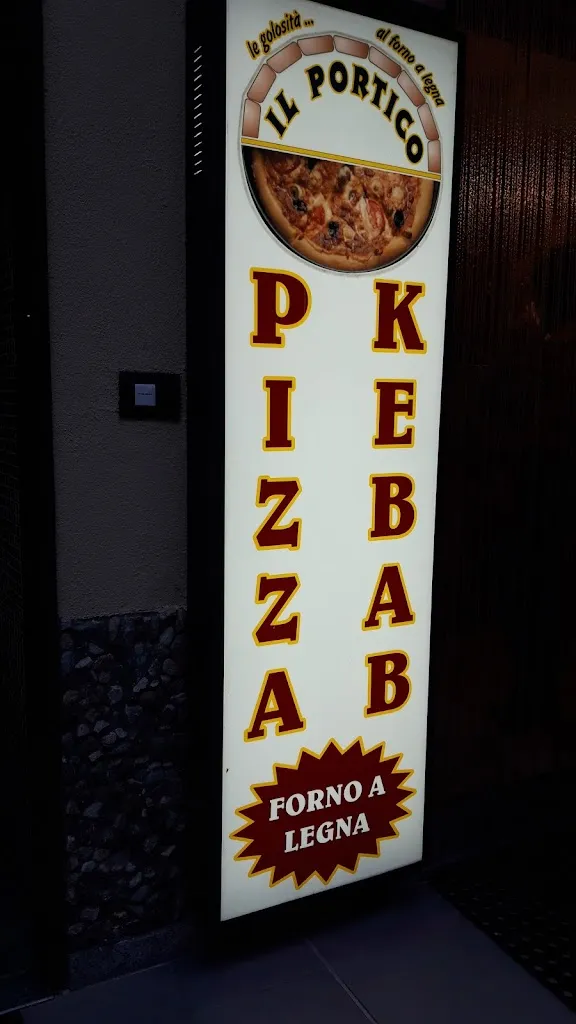 le golosità ...
al forno a legna
IL PORTICO
PIZZA
KEBAB
FORNO A
LEGNA